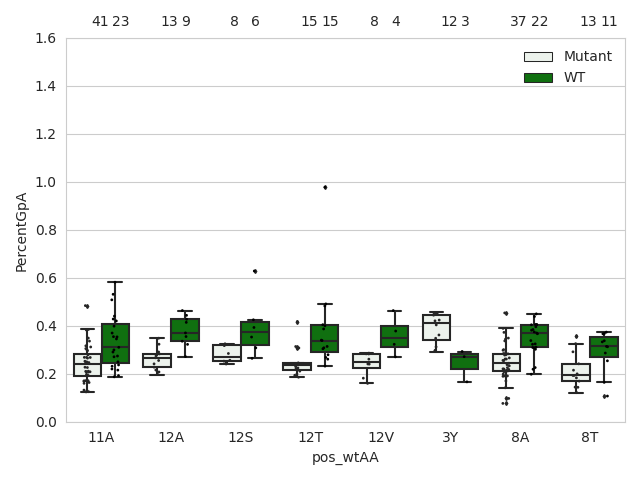 41 23 13 9 8 6 15 15 8 4 12 3 37 22 13 11
1.6
Mutant
WT
1.4
1.2
1.0
0.8
0.6
0.4
0.2
0.0
PercentGpA
11A 12A 12S 12T 12V 3Y 8A 8T
pos_wtAA